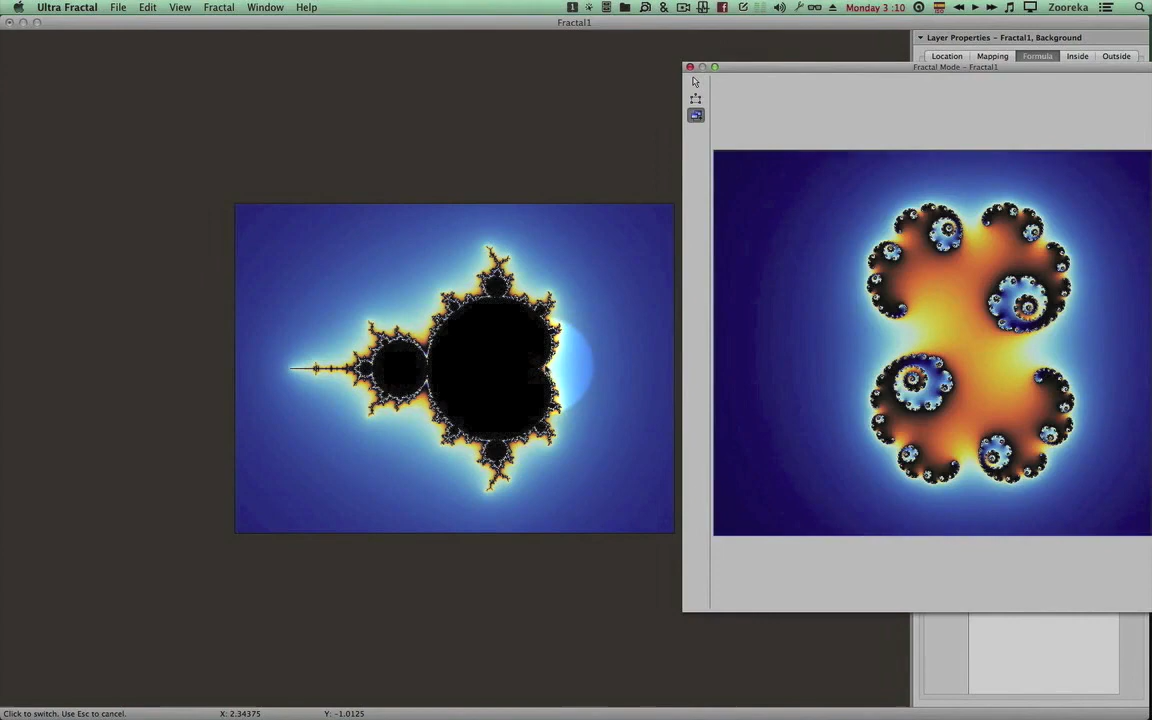 Ultra Fractal File Edit View Fractal Window Help 1 Monday 3 :10 Zooreka
Fractal1
Layer Properties - Fractal1, Background
Location Mapping Formula Inside Outside
Fractal Mode - Fractal1
Click to switch. Use Esc to cancel. X: 2.34375 Y: -1.0125